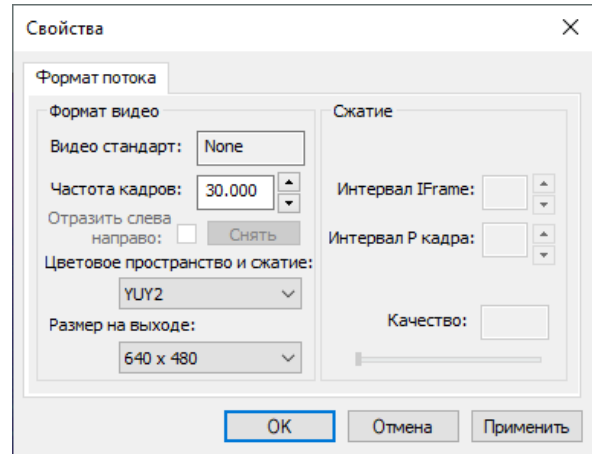 Свойства
Формат потока
Формат видео
Видео стандарт: None
Частота кадров: 30.000
Отразить слева
направо: Снять
Цветовое пространство и сжатие:
YUY2
Размер на выходе:
640 x 480
Сжатие
Интервал IFrame:
Интервал P кадра:
Качество:
OK Отмена Применить